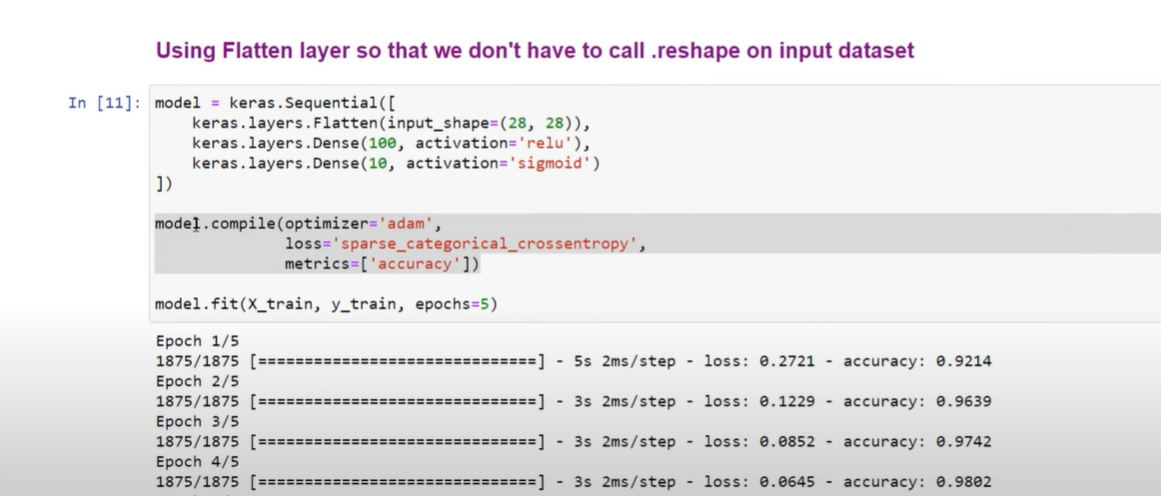 Using Flatten layer so that we don't have to call .reshape on input dataset
In [11]: model = keras.Sequential([
    keras.layers.Flatten(input_shape=(28, 28)),
    keras.layers.Dense(100, activation='relu'),
    keras.layers.Dense(10, activation='sigmoid')
])
model.compile(optimizer='adam',
              loss='sparse_categorical_crossentropy',
              metrics=['accuracy'])
model.fit(X_train, y_train, epochs=5)
Epoch 1/5
1875/1875 [==============================] - 5s 2ms/step - loss: 0.2721 - accuracy: 0.9214
Epoch 2/5
1875/1875 [==============================] - 3s 2ms/step - loss: 0.1229 - accuracy: 0.9639
Epoch 3/5
1875/1875 [==============================] - 3s 2ms/step - loss: 0.0852 - accuracy: 0.9742
Epoch 4/5
1875/1875 [==============================] - 3s 2ms/step - loss: 0.0645 - accuracy: 0.9802